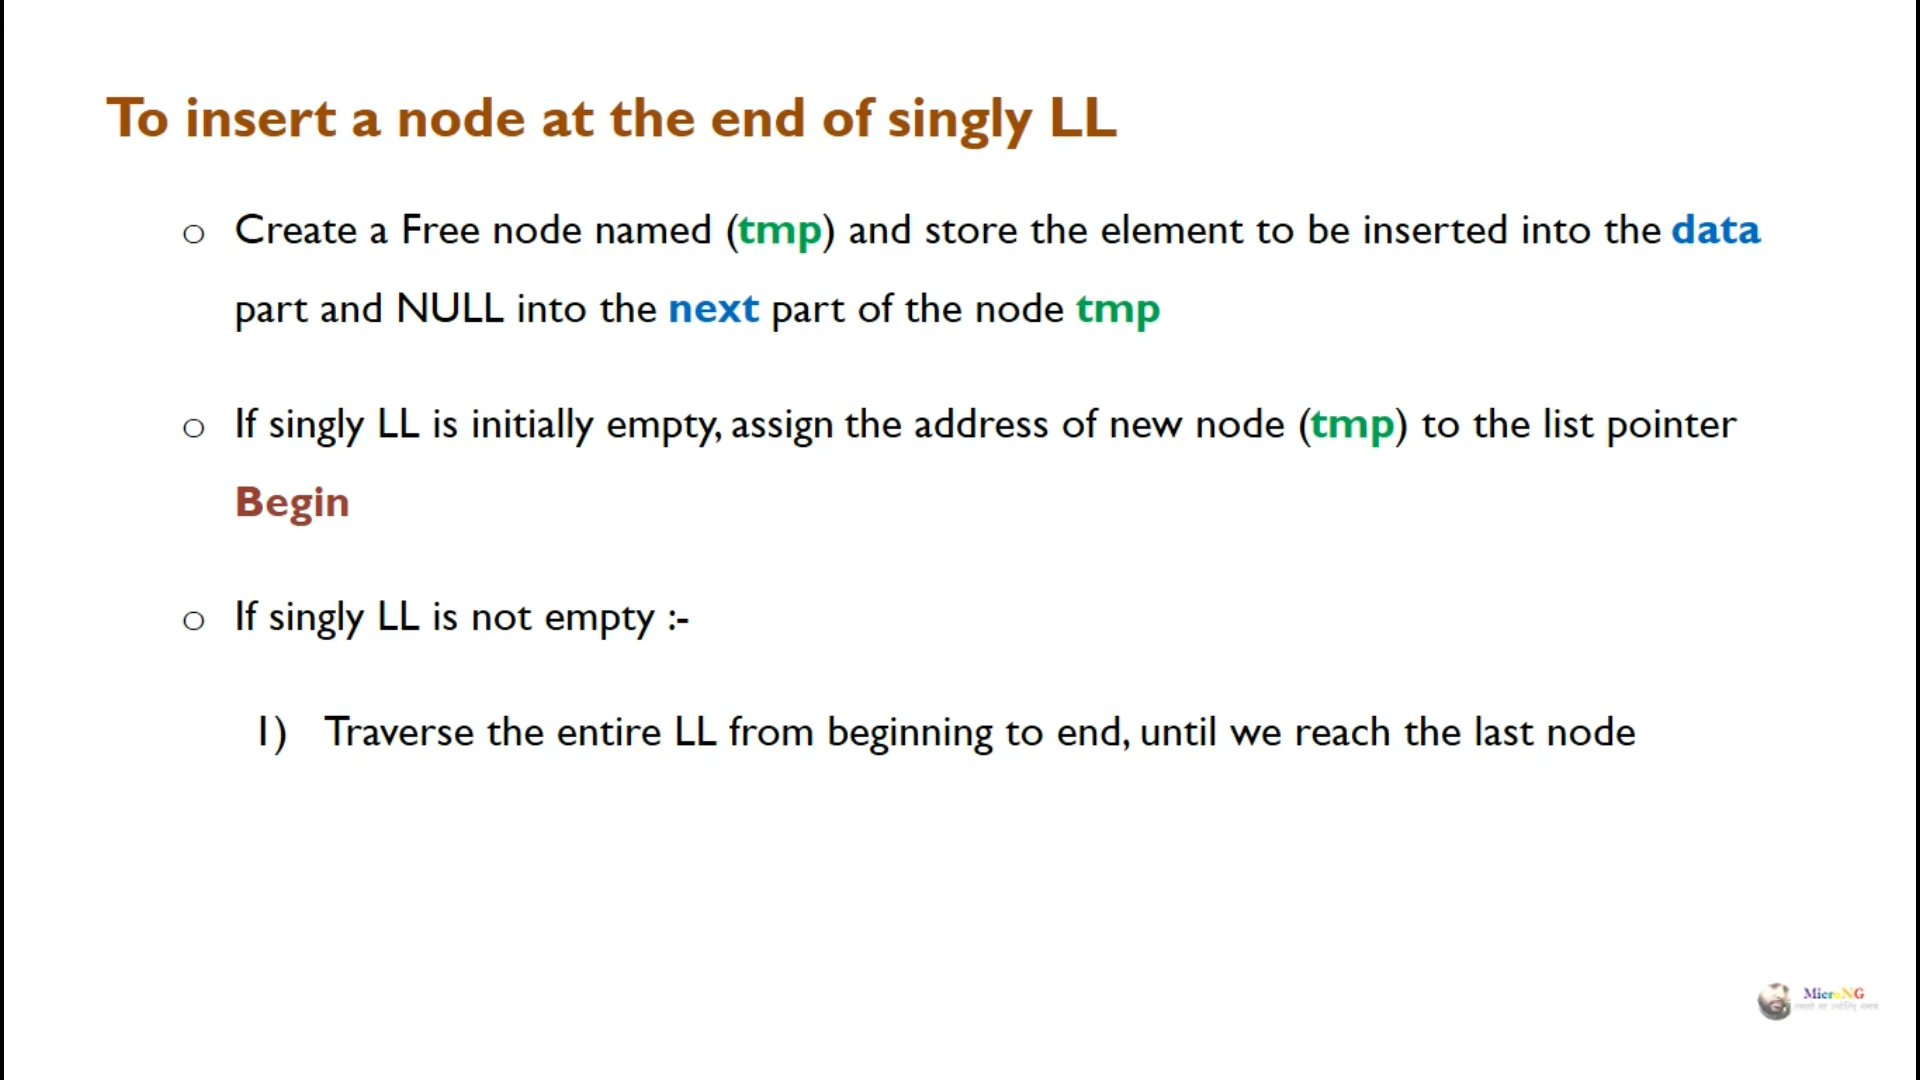 To insert a node at the end of singly LL
o Create a Free node named (tmp) and store the element to be inserted into the data
part and NULL into the next part of the node tmp
o If singly LL is initially empty, assign the address of new node (tmp) to the list pointer
Begin
o If singly LL is not empty :-
1) Traverse the entire LL from beginning to end, until we reach the last node
MicroNG